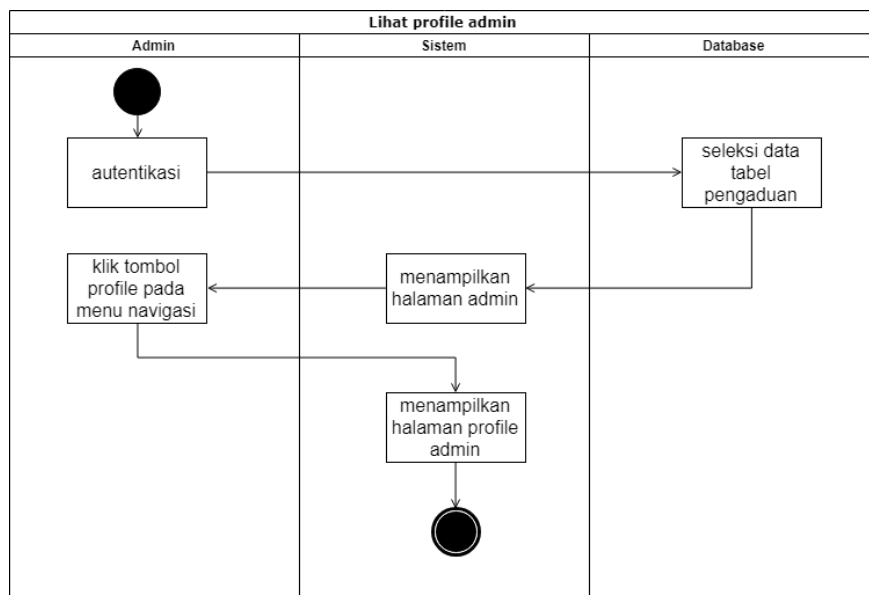 Lihat profile admin
Admin
Sistem
Database
autentikasi
seleksi data
tabel
pengaduan
klik tombol
profile pada
menu navigasi
menampilkan
halaman admin
menampilkan
halaman profile
admin